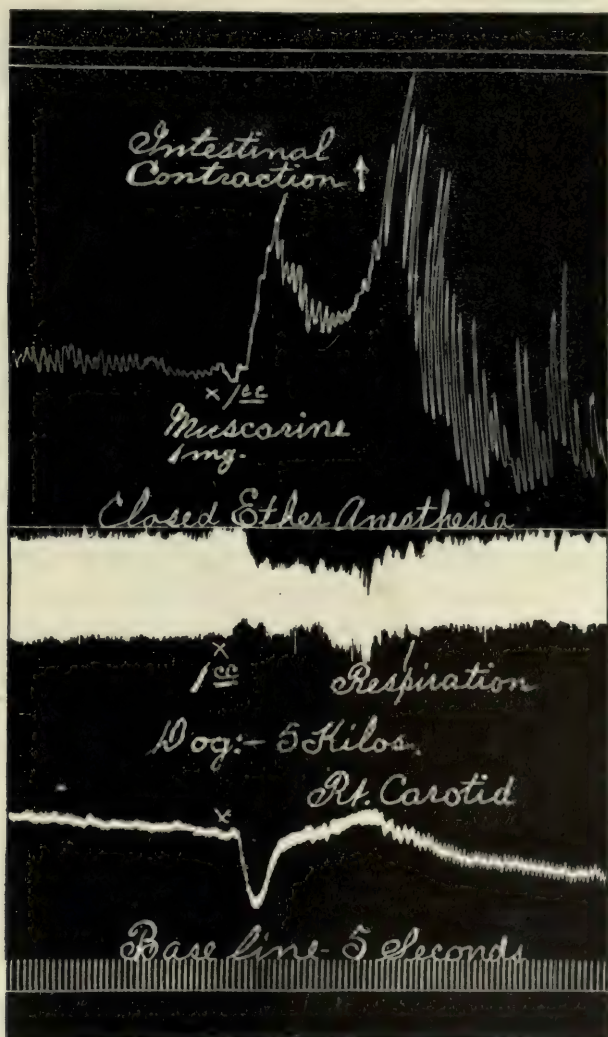 Intestinal
Contraction ↑
× 1cc
Muscarine
1mg.
Closed Ether Anesthesia
×
1cc
Respiration
Dog:- 5 Kilos.
Rt. Carotid
×
Base line - 5 Seconds